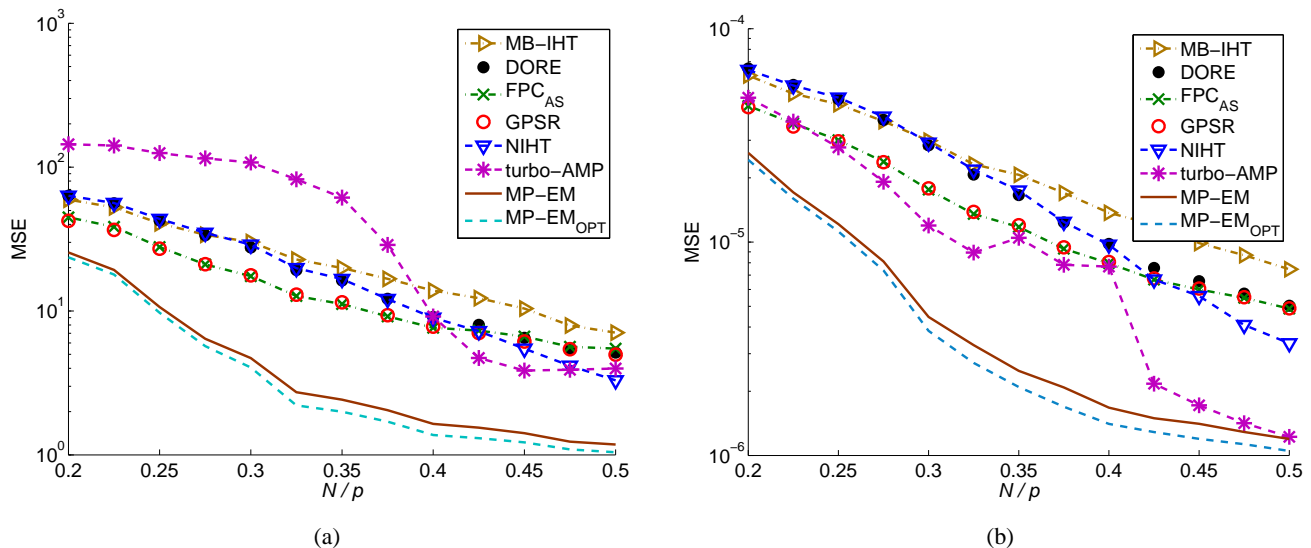 10^3
10^2
10^1
10^0
MSE
0.2 0.25 0.3 0.35 0.4 0.45 0.5
N / p
MB−IHT
DORE
FPC_AS
GPSR
NIHT
turbo−AMP
MP−EM
MP−EM_OPT
(a)
10^−4
10^−5
10^−6
MSE
0.2 0.25 0.3 0.35 0.4 0.45 0.5
N / p
MB−IHT
DORE
FPC_AS
GPSR
NIHT
turbo−AMP
MP−EM
MP−EM_OPT
(b)